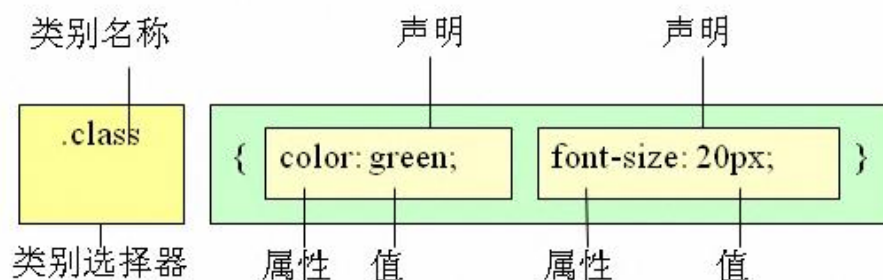 类别名称 声明 声明
.class { color: green; font-size: 20px; }
类别选择器 属性 值 属性 值